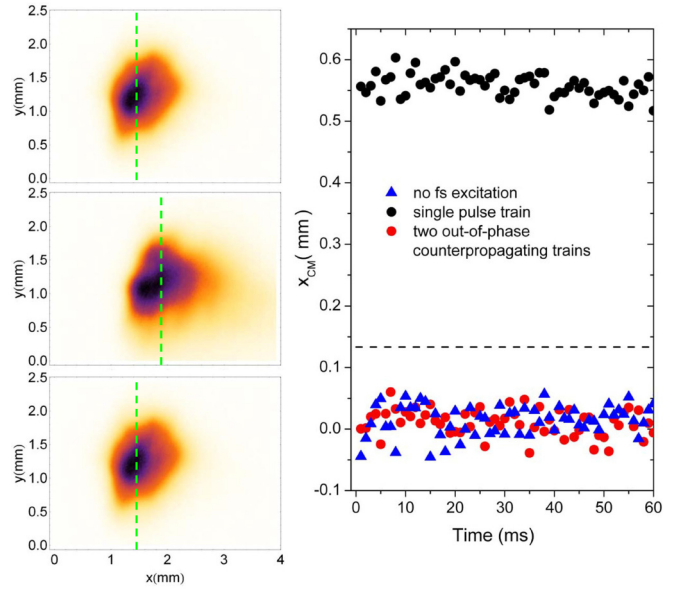 2.5
2.0
1.5
1.0
0.5
0.0
y(mm)
2.5
2.0
1.5
1.0
0.5
0.0
y(mm)
2.5
2.0
1.5
1.0
0.5
0.0
y(mm)
0 1 2 3 4
x(mm)
0.6
0.5
0.4
0.3
0.2
0.1
0.0
-0.1
x_CM( mm )
no fs excitation
single pulse train
two out-of-phase
counterpropagating trains
0 10 20 30 40 50 60
Time (ms)